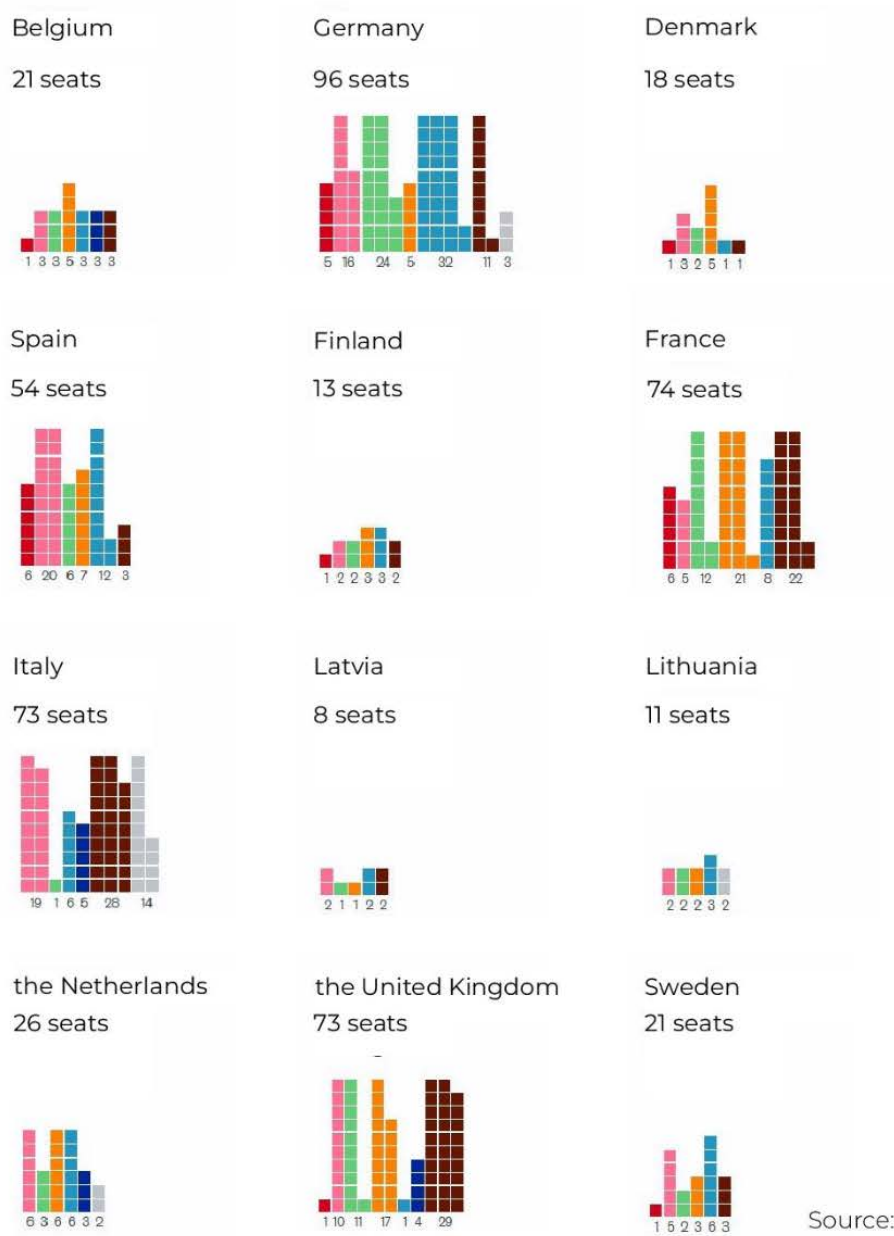 Belgium
21 seats
1 3 3 5 3 3 3
Germany
96 seats
5 16 24 5 32 11 3
Denmark
18 seats
1 3 2 5 1 1
Spain
54 seats
6 20 6 7 12 3
Finland
13 seats
1 2 2 3 3 2
France
74 seats
6 5 12 21 8 22
Italy
73 seats
19 1 6 5 28 14
Latvia
8 seats
2 1 1 2 2
Lithuania
11 seats
2 2 2 3 2
the Netherlands
26 seats
6 3 6 6 3 2
the United Kingdom
73 seats
1 10 11 17 1 4 29
Sweden
21 seats
1 5 2 3 6 3
Source: